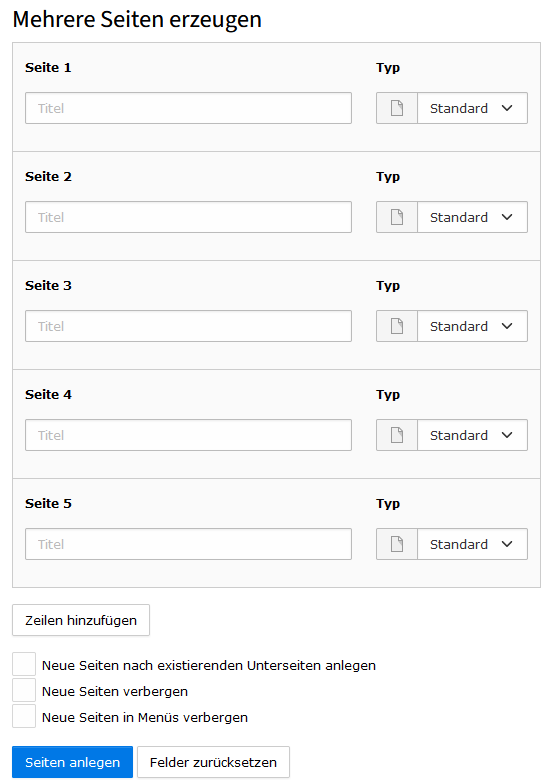 Mehrere Seiten erzeugen
Seite 1 Typ
Titel Standard
Seite 2 Typ
Titel Standard
Seite 3 Typ
Titel Standard
Seite 4 Typ
Titel Standard
Seite 5 Typ
Titel Standard
Zeilen hinzufügen
Neue Seiten nach existierenden Unterseiten anlegen
Neue Seiten verbergen
Neue Seiten in Menüs verbergen
Seiten anlegen Felder zurücksetzen